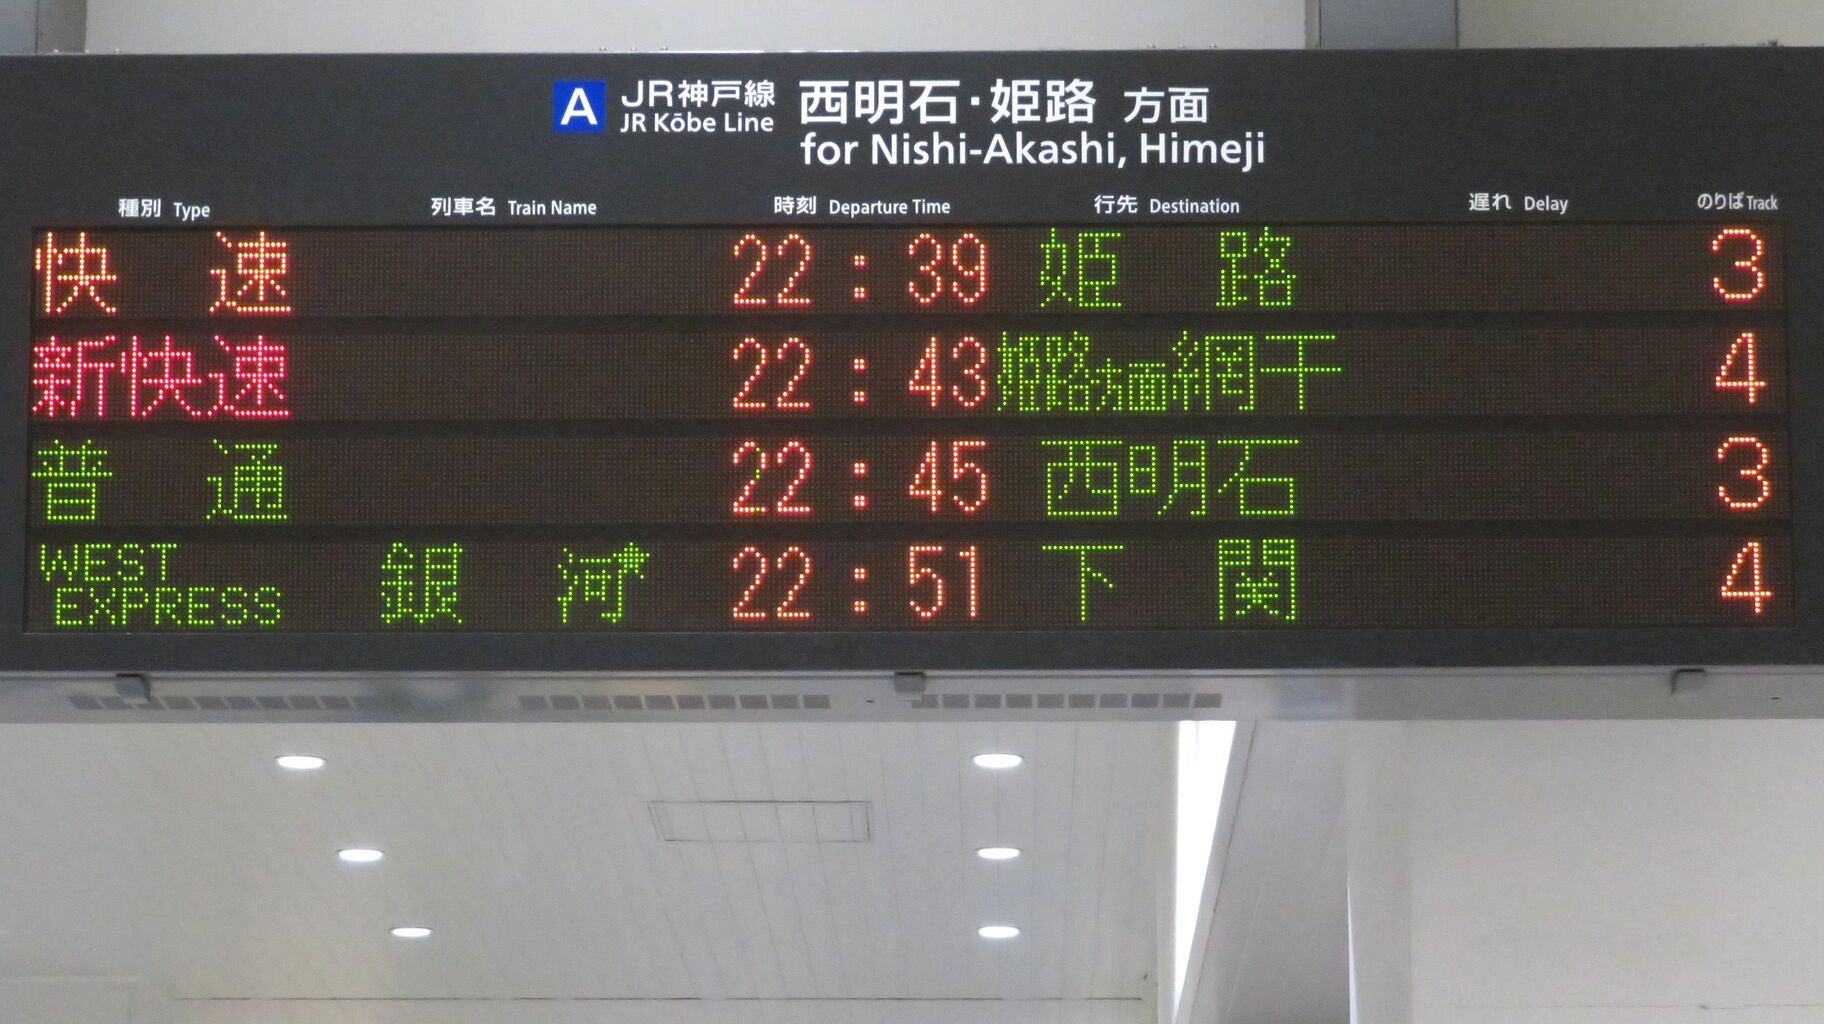 A JR神戸線 西明石・姫路 方面
JR Kōbe Line for Nishi-Akashi, Himeji
種別 Type 列車名 Train Name 時刻 Departure Time 行先 Destination 遅れ Delay のりば Track
快 速 22:39 姫 路 3
新快速 22:43 姫路方面網干 4
普 通 22:45 西明石 3
WEST EXPRESS 銀 河★ 22:51 下 関 4